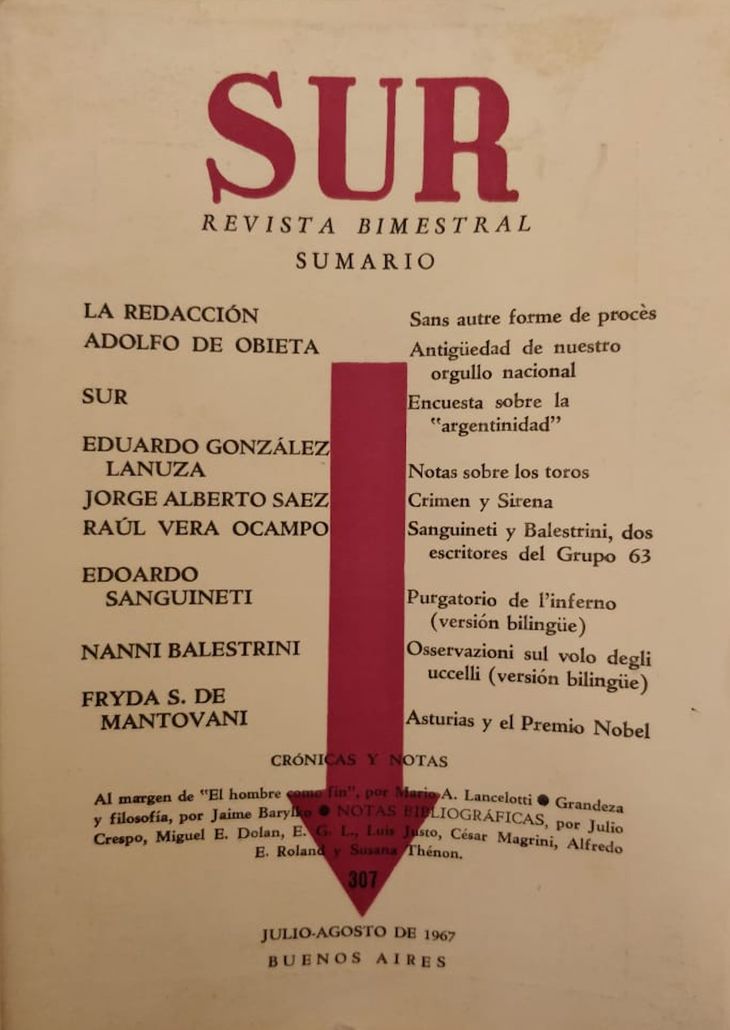 SUR
REVISTA BIMESTRAL
SUMARIO
LA REDACCIÓN Sans autre forme de procès
ADOLFO DE OBIETA Antigüedad de nuestro
orgullo nacional
SUR Encuesta sobre la
"argentinidad"
EDUARDO GONZÁLEZ
LANUZA Notas sobre los toros
JORGE ALBERTO SAEZ Crimen y Sirena
RAÚL VERA OCAMPO Sanguineti y Balestrini, dos
escritores del Grupo 63
EDOARDO
SANGUINETI Purgatorio de l'inferno
(versión bilingüe)
NANNI BALESTRINI Osservazioni sul volo degli
uccelli (versión bilingüe)
FRYDA S. DE
MANTOVANI Asturias y el Premio Nobel
CRÓNICAS Y NOTAS
Al margen de "El hombre como fin", por Mario A. Lancelotti ● Grandeza
y filosofía, por Jaime Barylko ● NOTAS BIBLIOGRÁFICAS, por Julio
Crespo, Miguel E. Dolan, E. G. L., Luis Justo, César Magrini, Alfredo
E. Roland y Susana Thénon.
307
JULIO-AGOSTO DE 1967
BUENOS AIRES